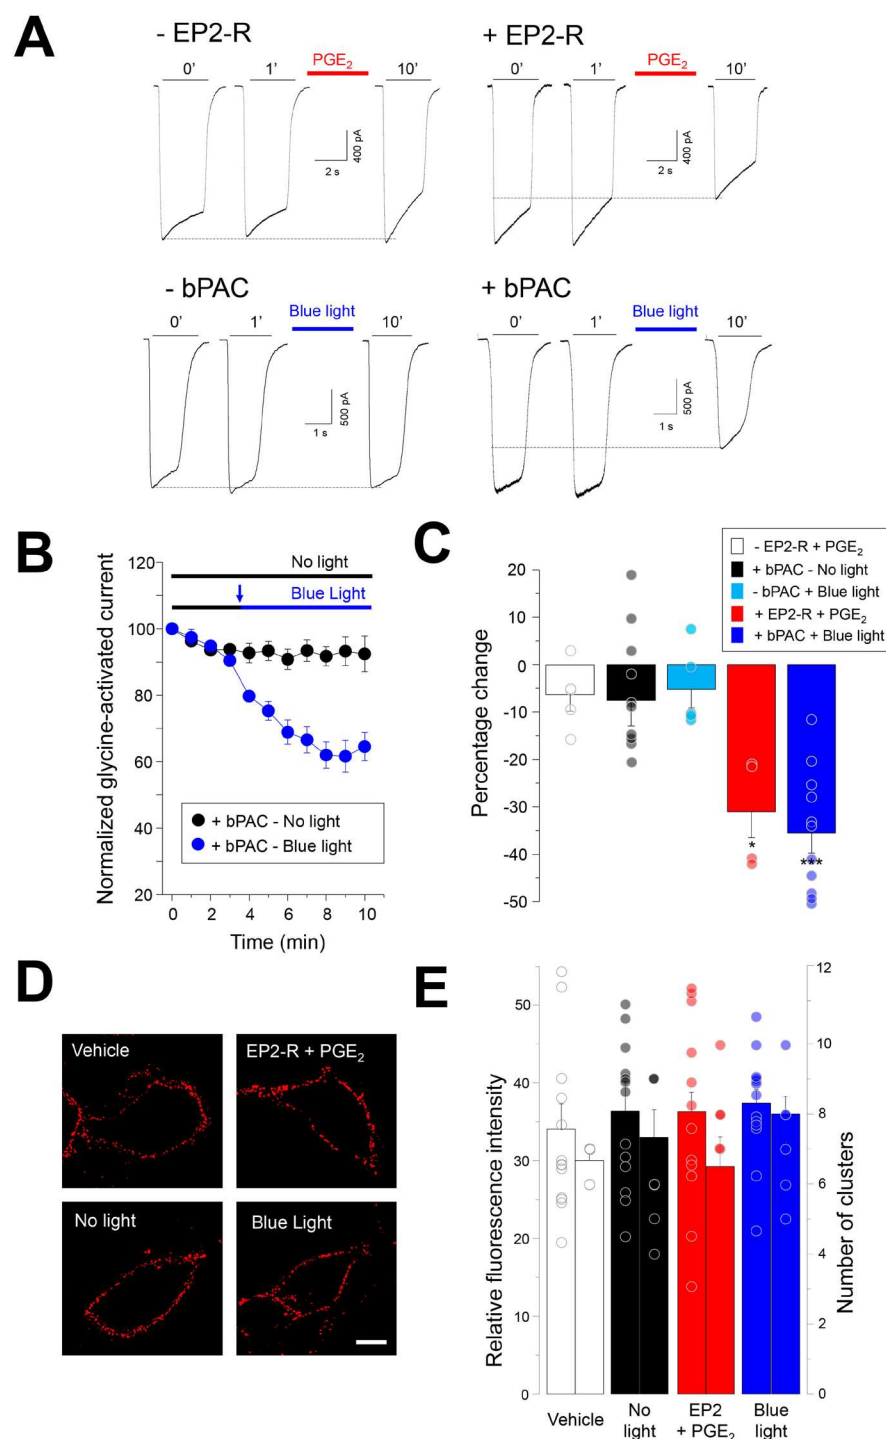 A
- EP2-R
+ EP2-R
PGE2
PGE2
0’
1’
10’
0’
1’
10’
400 pA
2 s
400 pA
2 s
- bPAC
+ bPAC
Blue light
Blue light
0’
1’
10’
0’
1’
10’
500 pA
1 s
500 pA
1 s
B
Normalized glycine-activated current
120
100
80
60
40
20
No light
Blue Light
+ bPAC - No light
+ bPAC - Blue light
0
2
4
6
8
10
Time (min)
C
- EP2-R + PGE2
+ bPAC - No light
- bPAC + Blue light
+ EP2-R + PGE2
+ bPAC + Blue light
Percentage change
20
10
0
-10
-20
-30
-40
-50
*
***
D
Vehicle
EP2-R + PGE2
No light
Blue Light
E
Relative fluorescence intensity
50
40
30
20
0
12
10
8
6
4
2
0
Number of clusters
Vehicle
No
light
EP2
+ PGE2
Blue
light